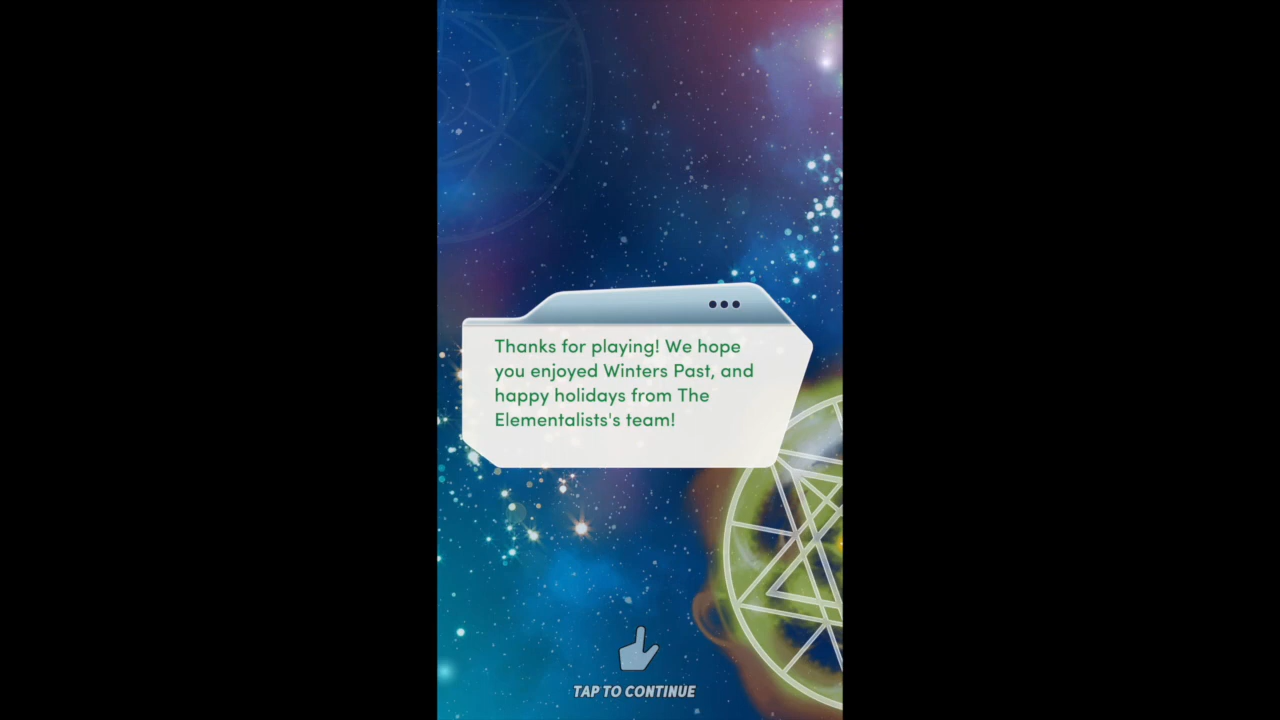 Thanks for playing! We hope
you enjoyed Winters Past, and
happy holidays from The
Elementalists's team!
TAP TO CONTINUE